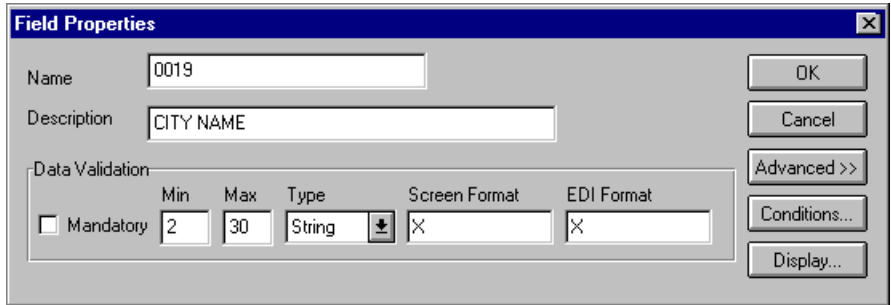 Field Properties
Name 0019 OK
Description CITY NAME Cancel
Data Validation Advanced >>
Min Max Type Screen Format EDI Format
Mandatory 2 30 String X X Conditions...
Display...